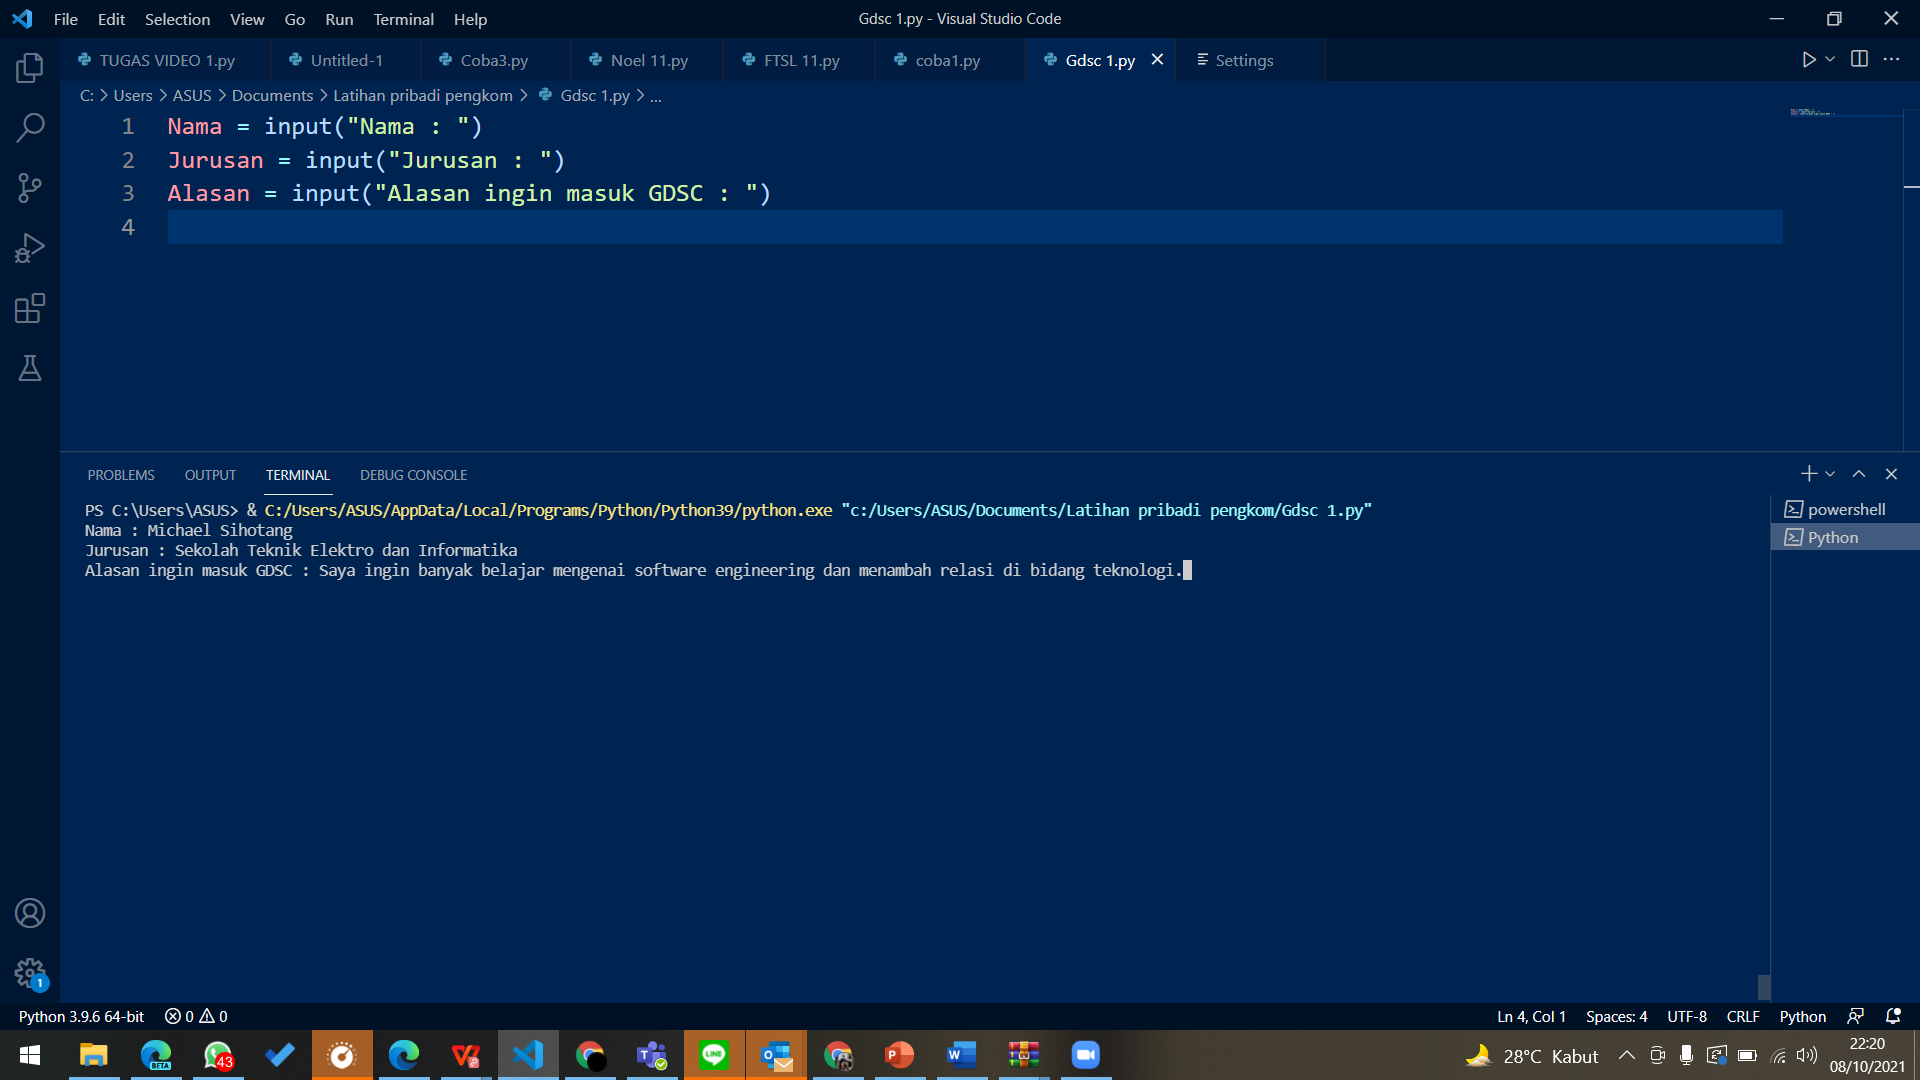 File Edit Selection View Go Run Terminal Help
Gdsc 1.py - Visual Studio Code
TUGAS VIDEO 1.py Untitled-1 Coba3.py Noel 11.py FTSL 11.py coba1.py Gdsc 1.py Settings
C: > Users > ASUS > Documents > Latihan pribadi pengkom > Gdsc 1.py > ...
1 Nama = input("Nama : ")
2 Jurusan = input("Jurusan : ")
3 Alasan = input("Alasan ingin masuk GDSC : ")
4
PROBLEMS OUTPUT TERMINAL DEBUG CONSOLE
PS C:\Users\ASUS> & C:/Users/ASUS/AppData/Local/Programs/Python/Python39/python.exe "c:/Users/ASUS/Documents/Latihan pribadi pengkom/Gdsc 1.py"
Nama : Michael Sihotang
Jurusan : Sekolah Teknik Elektro dan Informatika
Alasan ingin masuk GDSC : Saya ingin banyak belajar mengenai software engineering dan menambah relasi di bidang teknologi.
powershell
Python
1
Python 3.9.6 64-bit 0 0
Ln 4, Col 1 Spaces: 4 UTF-8 CRLF Python
BETA
43
LINE
28°C Kabut
22:20
08/10/2021